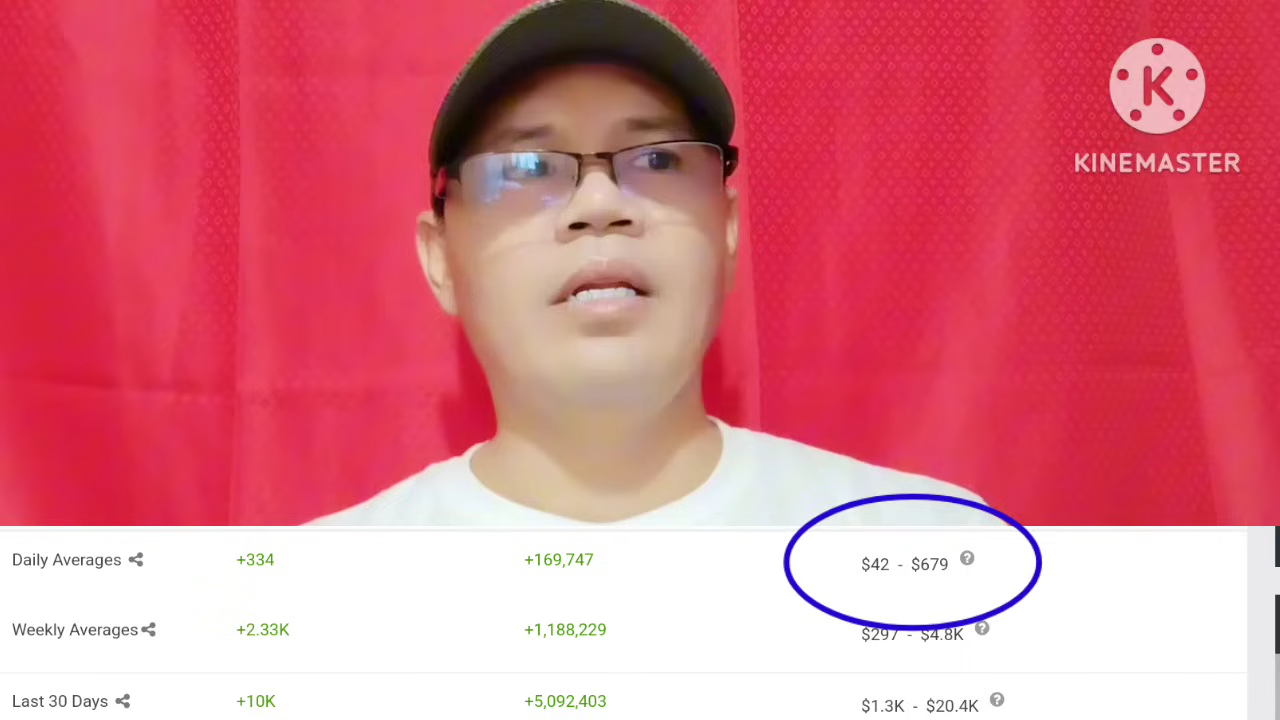 K
KINEMASTER
Daily Averages +334 +169,747 $42 - $679 ?
Weekly Averages +2.33K +1,188,229 $297 - $4.8K ?
Last 30 Days +10K +5,092,403 $1.3K - $20.4K ?